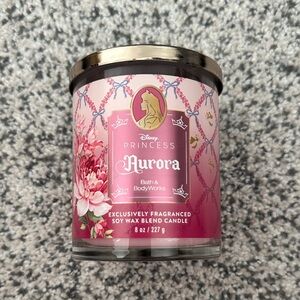 Disney
PRINCESS
Aurora
Bath &
BodyWorks
EXCLUSIVELY FRAGRANCED
SOY WAX BLEND CANDLE
8 oz / 227 g